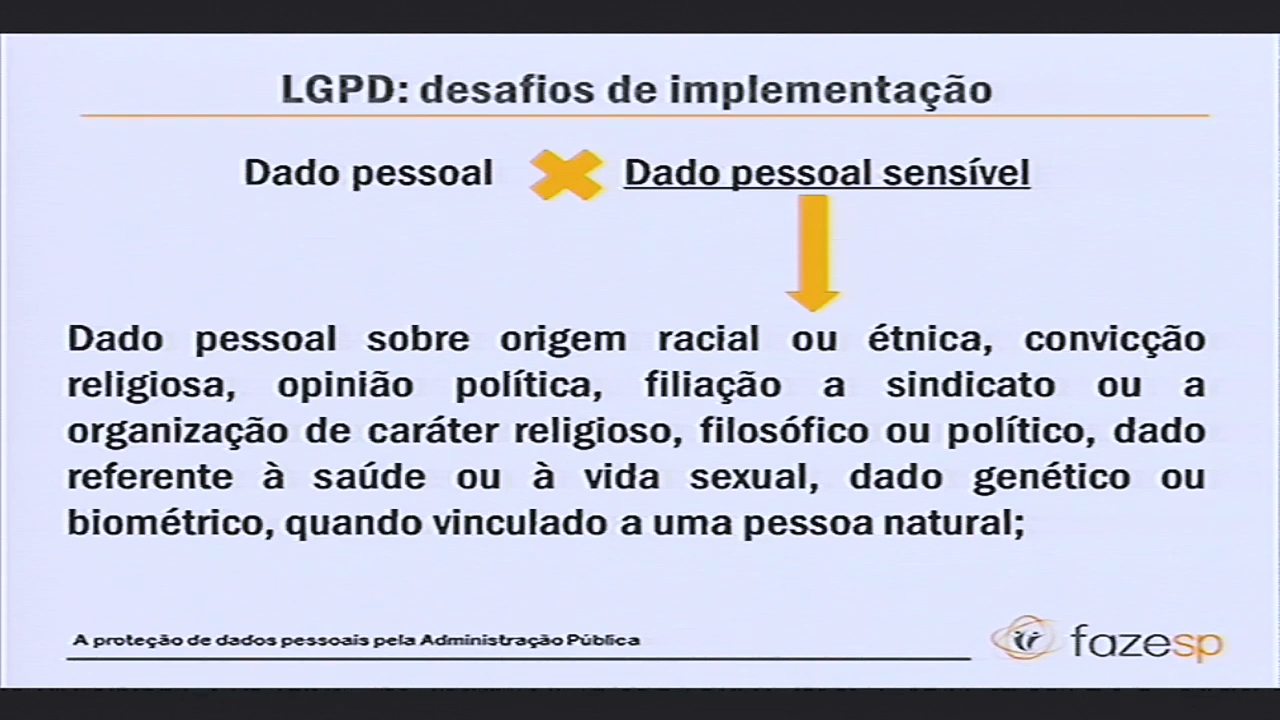 LGPD: desafios de implementação
Dado pessoal
Dado pessoal sensível
Dado pessoal sobre origem racial ou étnica, convicção
religiosa, opinião política, filiação a sindicato ou a
organização de caráter religioso, filosófico ou político, dado
referente à saúde ou à vida sexual, dado genético ou
biométrico, quando vinculado a uma pessoa natural;
A proteção de dados pessoais pela Administração Pública
fazesp